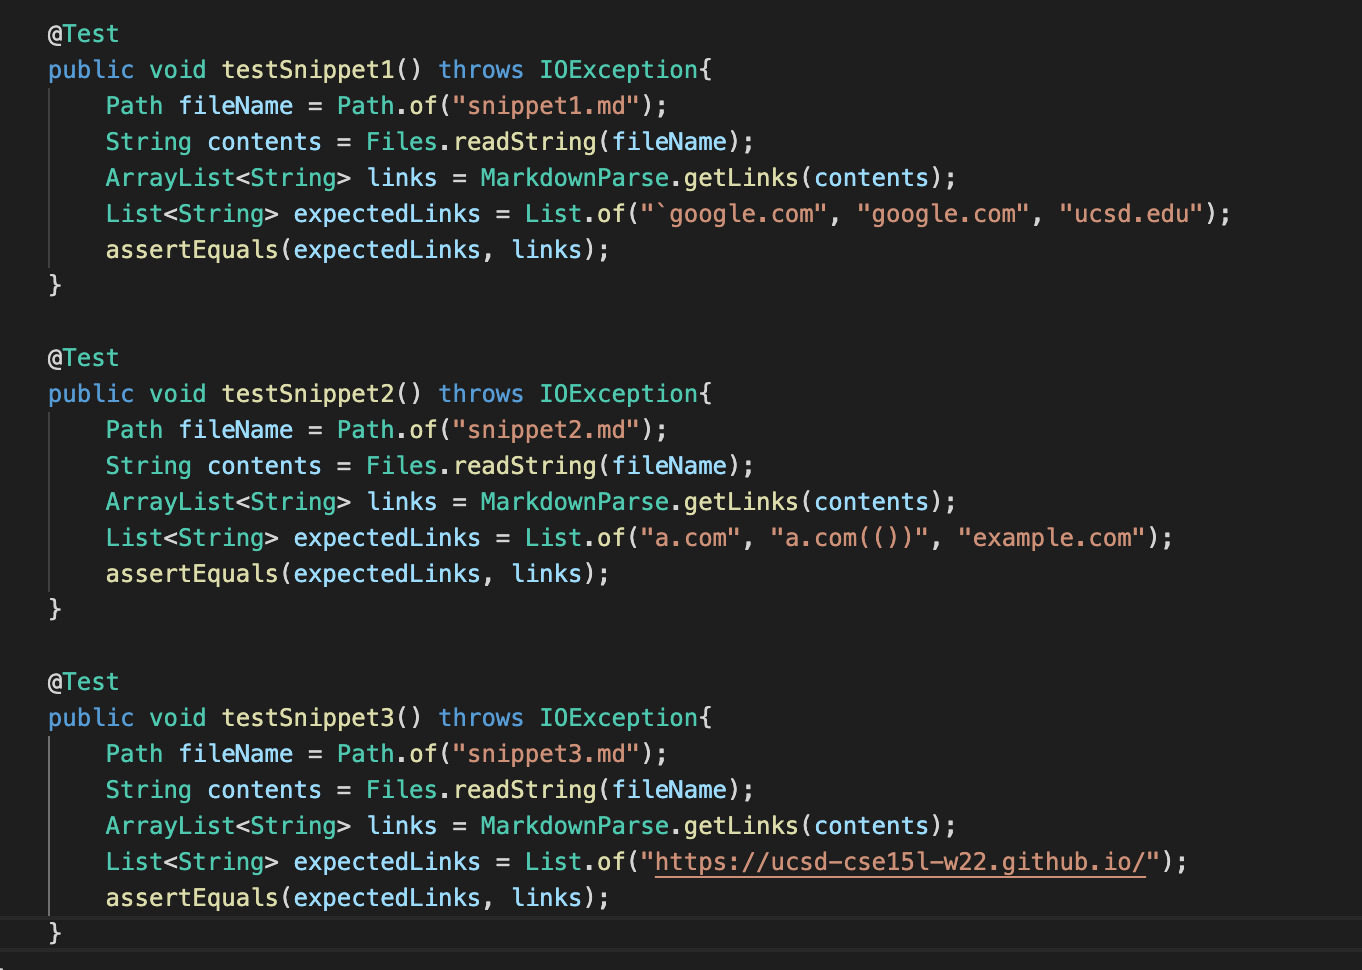 @Test
public void testSnippet1() throws IOException{
    Path fileName = Path.of("snippet1.md");
    String contents = Files.readString(fileName);
    ArrayList<String> links = MarkdownParse.getLinks(contents);
    List<String> expectedLinks = List.of("`google.com", "google.com", "ucsd.edu");
    assertEquals(expectedLinks, links);
}

@Test
public void testSnippet2() throws IOException{
    Path fileName = Path.of("snippet2.md");
    String contents = Files.readString(fileName);
    ArrayList<String> links = MarkdownParse.getLinks(contents);
    List<String> expectedLinks = List.of("a.com", "a.com(())", "example.com");
    assertEquals(expectedLinks, links);
}

@Test
public void testSnippet3() throws IOException{
    Path fileName = Path.of("snippet3.md");
    String contents = Files.readString(fileName);
    ArrayList<String> links = MarkdownParse.getLinks(contents);
    List<String> expectedLinks = List.of("https://ucsd-cse15l-w22.github.io/");
    assertEquals(expectedLinks, links);
}